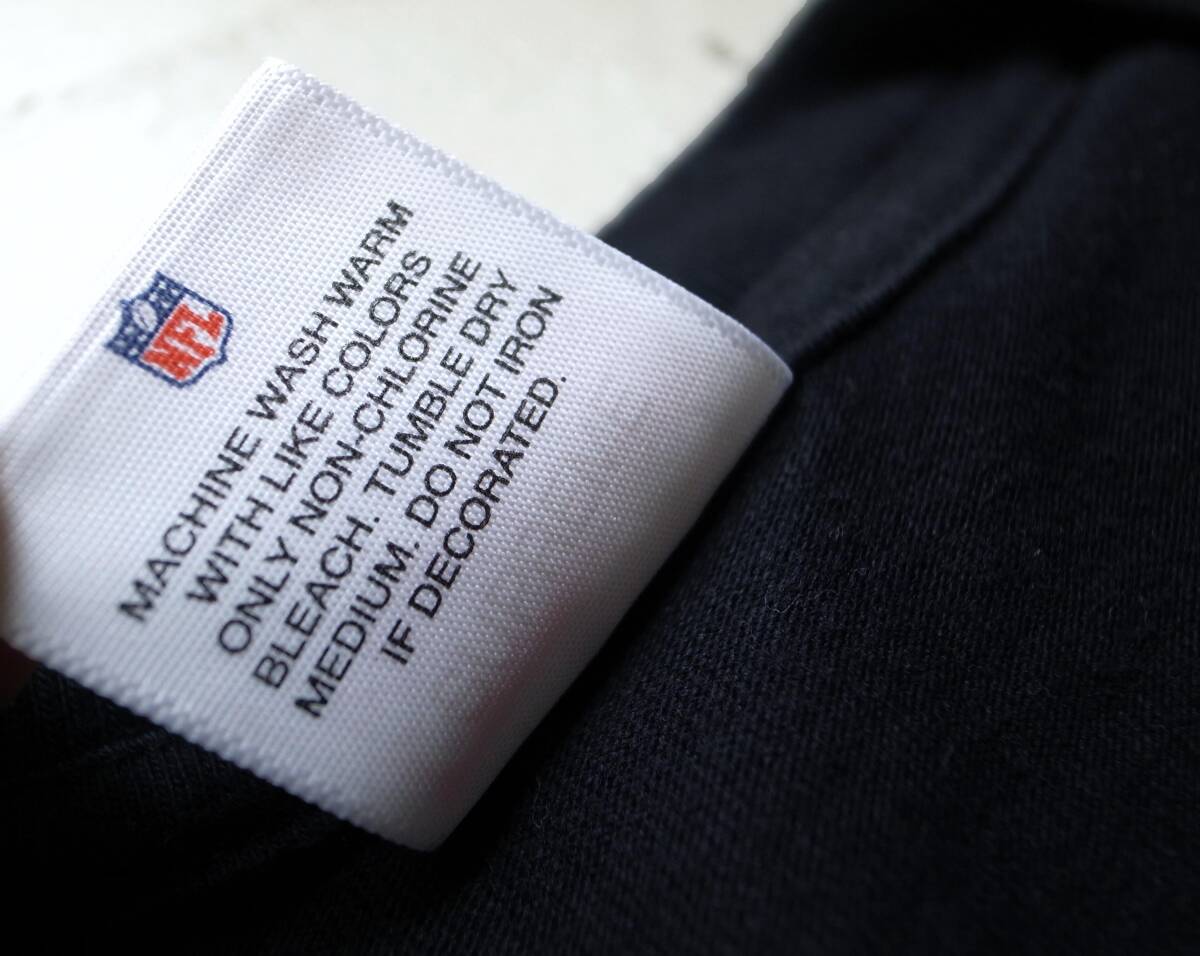 NFL
MACHINE WASH WARM
WITH LIKE COLORS
ONLY NON-CHLORINE
BLEACH. TUMBLE DRY
MEDIUM. DO NOT IRON
IF DECORATED.